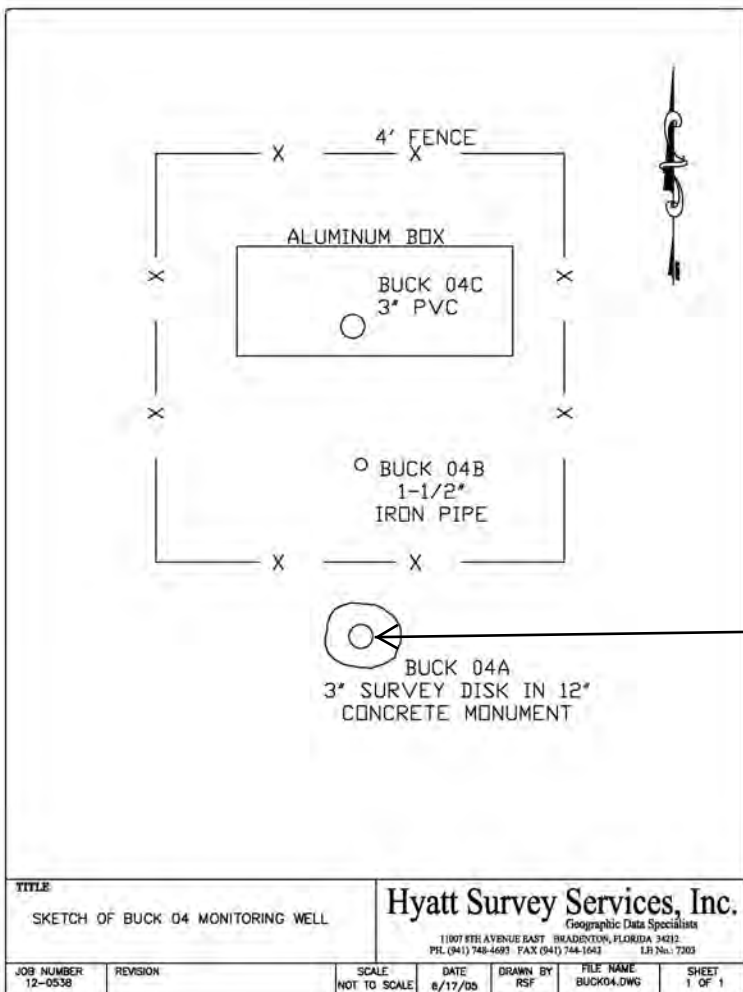 4' FENCE
X X
ALUMINUM BOX
X X
BUCK 04C
3" PVC
X X
BUCK 04B
1-1/2"
IRON PIPE
X X
BUCK 04A
3" SURVEY DISK IN 12"
CONCRETE MONUMENT
TITLE
SKETCH OF BUCK 04 MONITORING WELL
Hyatt Survey Services, Inc.
Geographic Data Specialists
11007 8TH AVENUE EAST BRADENTON, FLORIDA 34212
PH. (941) 748-4693 FAX (941) 744-1643 LB No.: 7203
JOB NUMBER
12-0538
REVISION
SCALE
NOT TO SCALE
DATE
8/17/05
DRAWN BY
RSF
FILE NAME
BUCK04.DWG
SHEET
1 OF 1